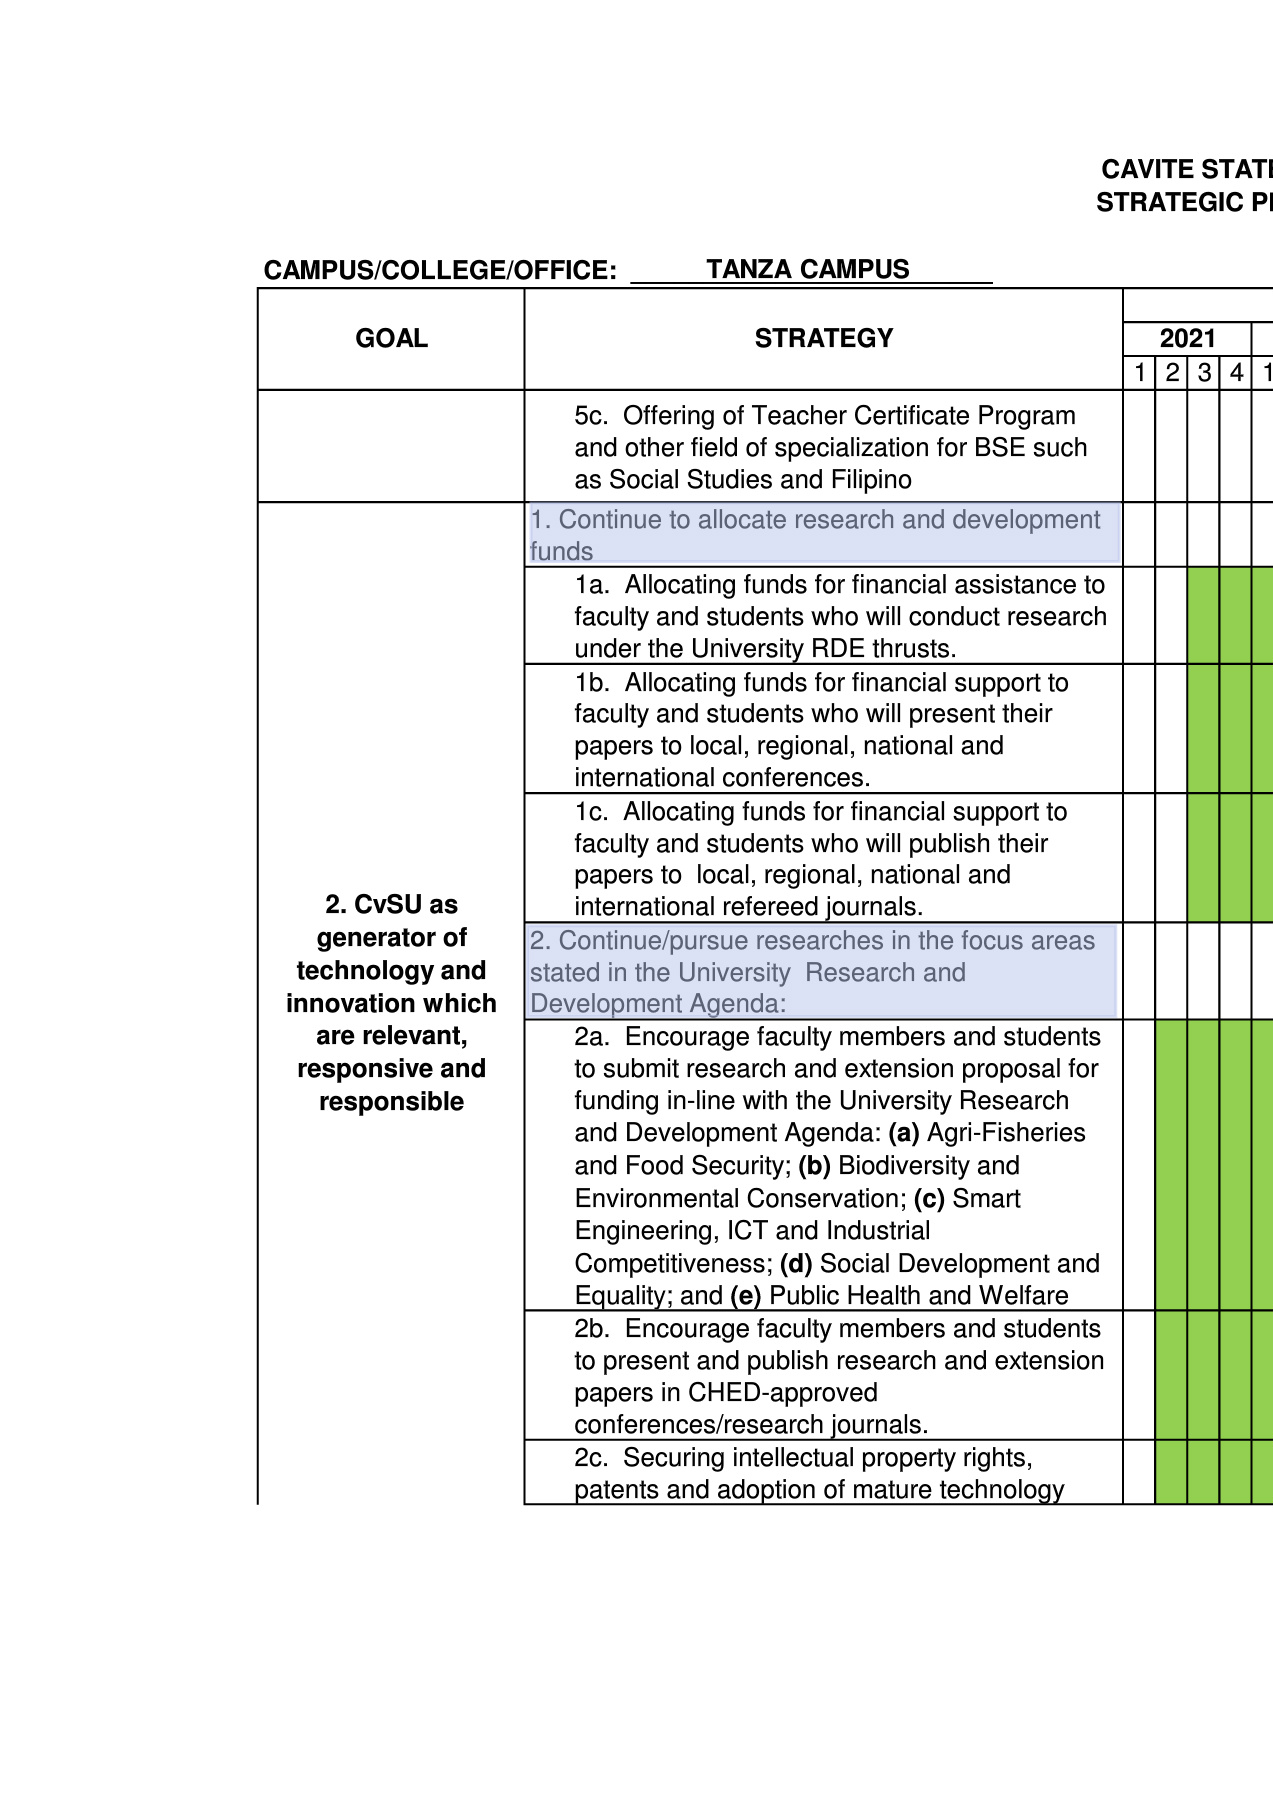 CAVITE STATE
STRATEGIC
CAMPUS/COLLEGE/OFFICE: TANZA CAMPUS
GOAL STRATEGY 2021
1 2 3 4 1
5c. Offering of Teacher Certificate Program
and other field of specialization for BSE such
as Social Studies and Filipino
2. CvSU as
generator of
technology and
innovation which
are relevant,
responsive and
responsible
1. Continue to allocate research and development
funds
1a. Allocating funds for financial assistance to
faculty and students who will conduct research
under the University RDE thrusts.
1b. Allocating funds for financial support to
faculty and students who will present their
papers to local, regional, national and
international conferences.
1c. Allocating funds for financial support to
faculty and students who will publish their
papers to local, regional, national and
international refereed journals.
2. Continue/pursue researches in the focus areas
stated in the University Research and
Development Agenda:
2a. Encourage faculty members and students
to submit research and extension proposal for
funding in-line with the University Research
and Development Agenda: (a) Agri-Fisheries
and Food Security; (b) Biodiversity and
Environmental Conservation; (c) Smart
Engineering, ICT and Industrial
Competitiveness; (d) Social Development and
Equality; and (e) Public Health and Welfare
2b. Encourage faculty members and students
to present and publish research and extension
papers in CHED-approved
conferences/research journals.
2c. Securing intellectual property rights,
patents and adoption of mature technology